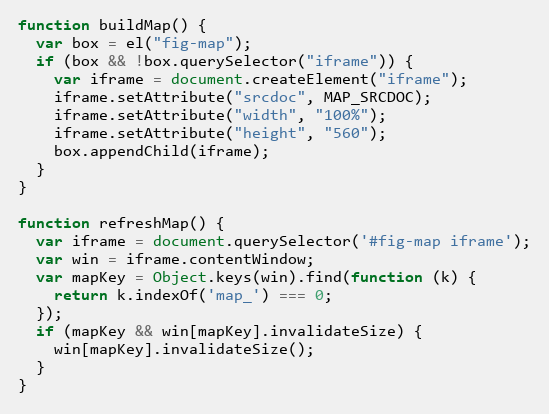 function buildMap() {
  var box = el("fig-map");
  if (box && !box.querySelector("iframe")) {
    var iframe = document.createElement("iframe");
    iframe.setAttribute("srcdoc", MAP_SRCDOC);
    iframe.setAttribute("width", "100%");
    iframe.setAttribute("height", "560");
    box.appendChild(iframe);
  }
}

function refreshMap() {
  var iframe = document.querySelector('#fig-map iframe');
  var win = iframe.contentWindow;
  var mapKey = Object.keys(win).find(function (k) {
    return k.indexOf('map_') === 0;
  });
  if (mapKey && win[mapKey].invalidateSize) {
    win[mapKey].invalidateSize();
  }
}